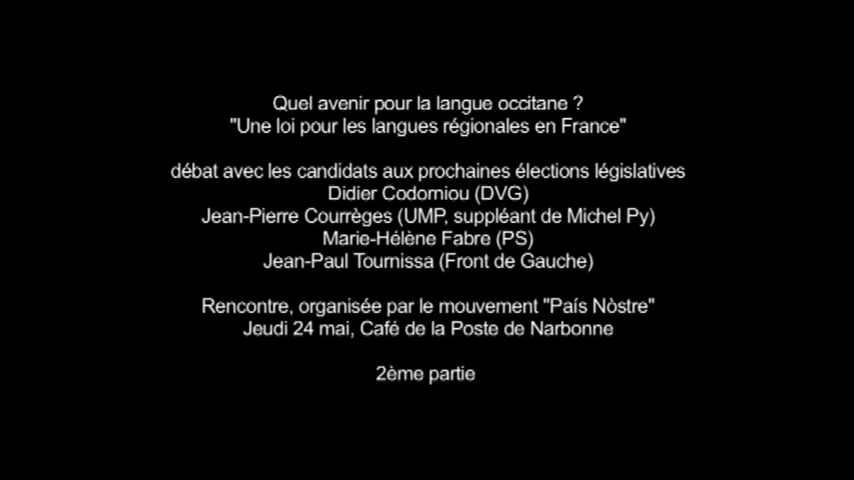 Quel avenir pour la langue occitane ?
"Une loi pour les langues régionales en France"
débat avec les candidats aux prochaines élections législatives
Didier Codorniou (DVG)
Jean-Pierre Courrèges (UMP, suppléant de Michel Py)
Marie-Hélène Fabre (PS)
Jean-Paul Tournissa (Front de Gauche)
Rencontre, organisée par le mouvement "País Nòstre"
Jeudi 24 mai, Café de la Poste de Narbonne
2ème partie